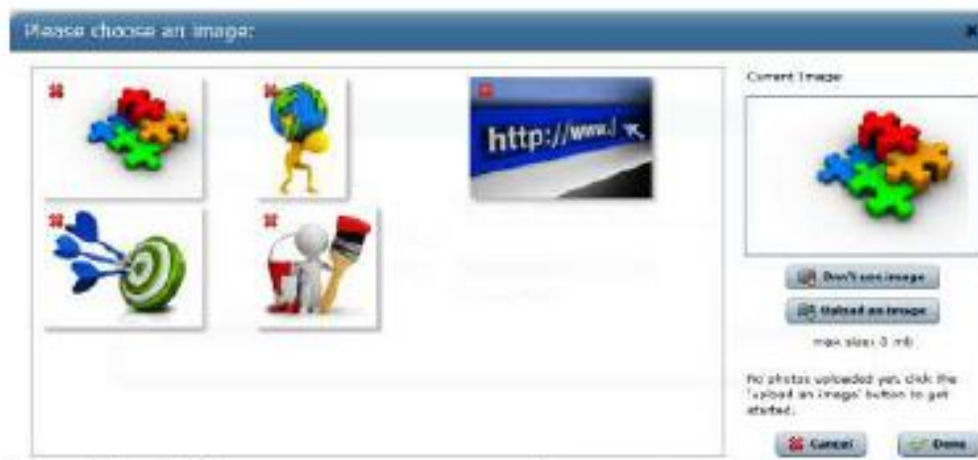 Please choose an image:
http://www./
Current Image
Don't use image
Upload an image
max size: 3 mb
No photos uploaded yet, click the
'upload an image' button to get
started.
Cancel
Done